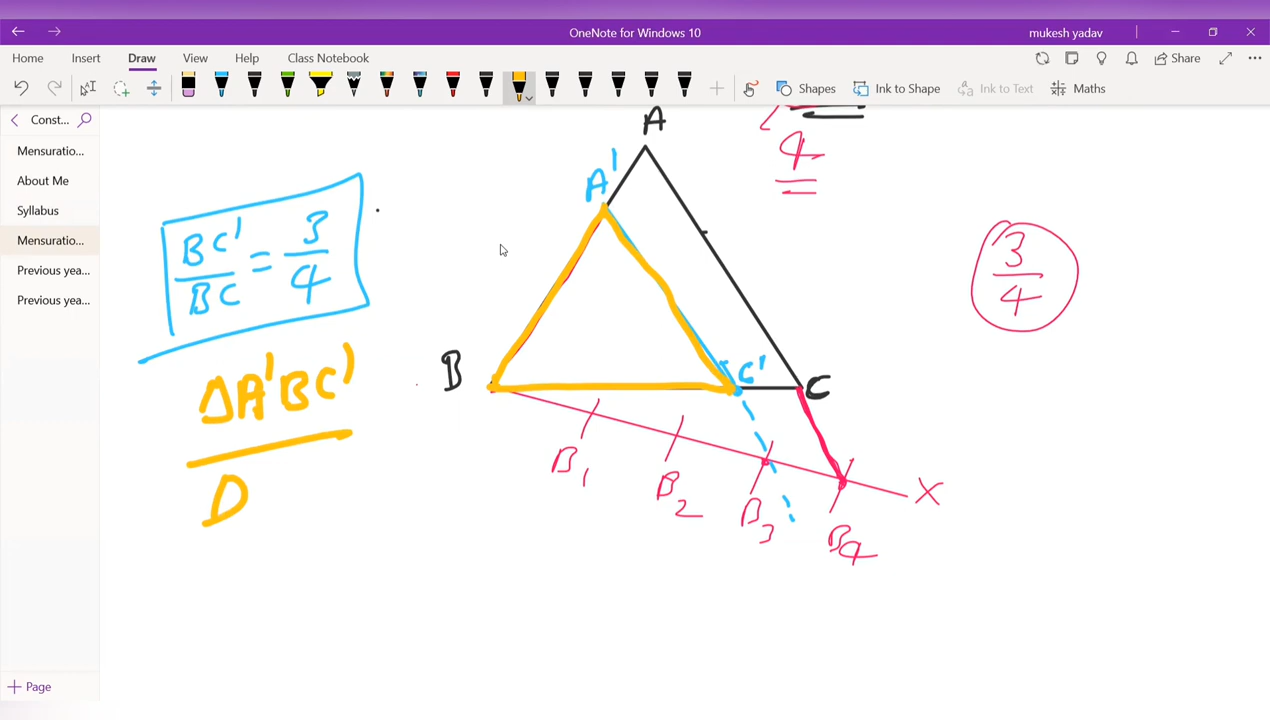 OneNote for Windows 10
mukesh yadav
Home
Insert
Draw
View
Help
Class Notebook
Share
Shapes
Ink to Shape
Ink to Text
Maths
Const...
Mensuratio...
About Me
Syllabus
Mensuratio...
Previous yea...
Previous yea...
Page
4
A
A'
BC'/BC = 3/4
3/4
B
C'
C
ΔA'BC'
D
B1
B2
B3
B4
X